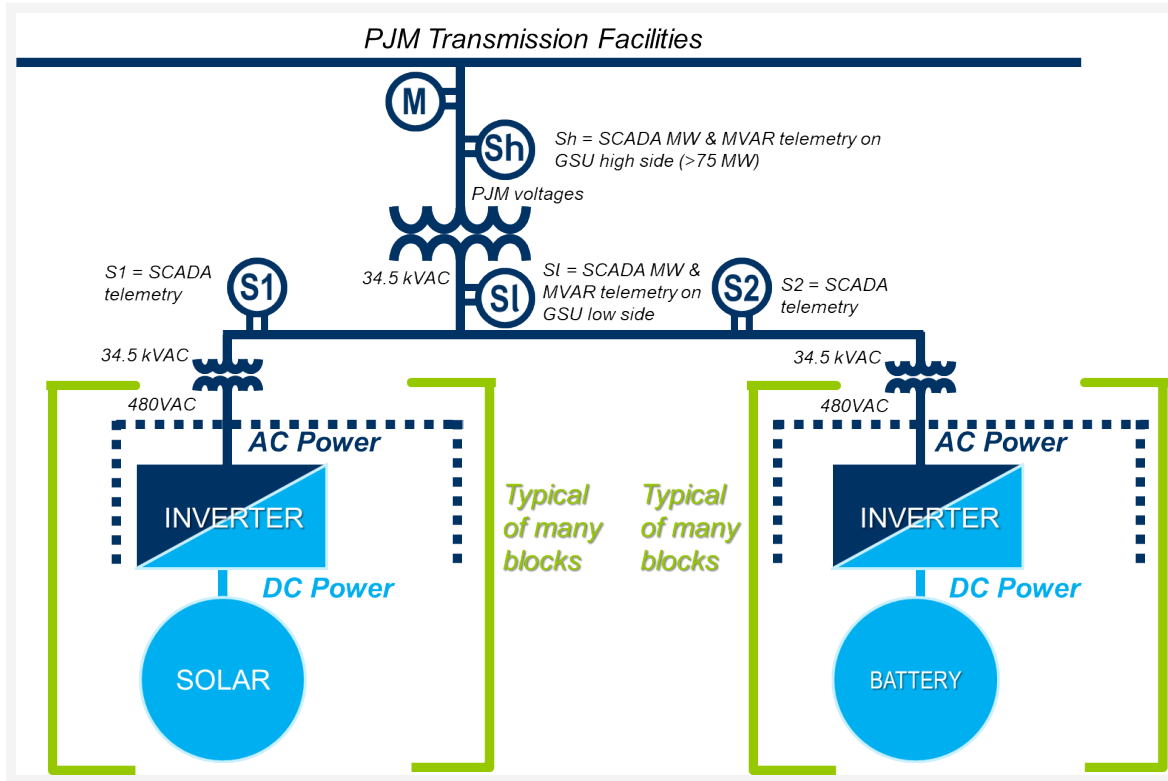 PJM Transmission Facilities
M
Sh
Sh = SCADA MW & MVAR telemetry on
GSU high side (>75 MW)
PJM voltages
34.5 kVAC
S1 = SCADA
telemetry
S1
Sl
Sl = SCADA MW &
MVAR telemetry on
GSU low side
S2
S2 = SCADA
telemetry
34.5 kVAC
480VAC
AC Power
INVERTER
DC Power
SOLAR
Typical
of many
blocks
Typical
of many
blocks
34.5 kVAC
480VAC
AC Power
INVERTER
DC Power
BATTERY